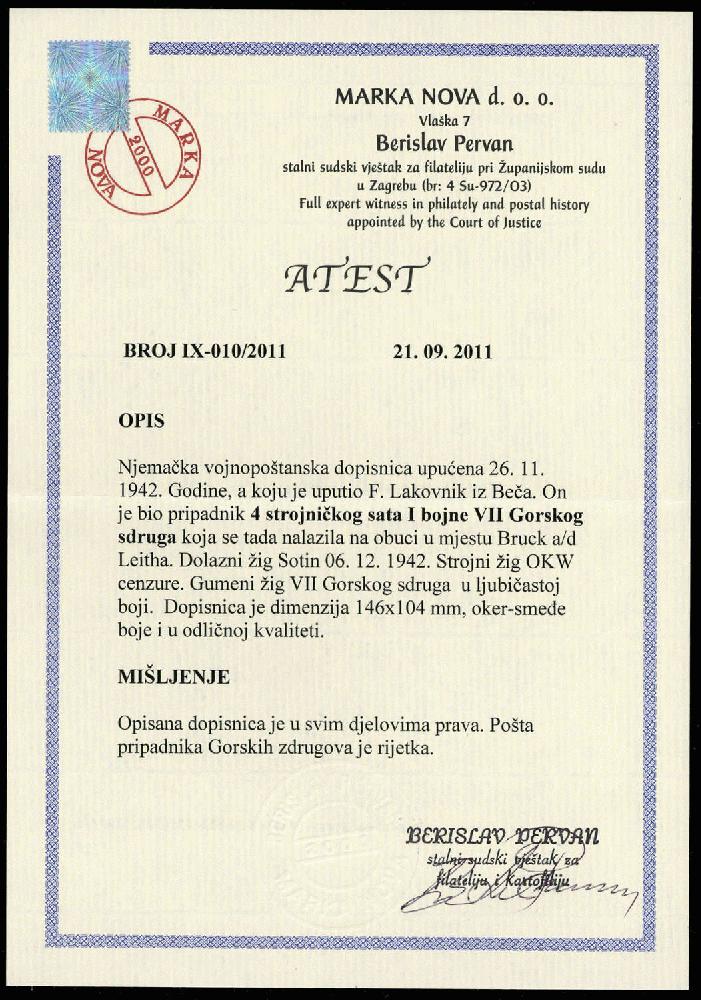 MARKA
NOVA
2000
MARKA NOVA d. o. o.
Vlaška 7
Berislav Pervan
stalni sudski vještak za filateliju pri Županijskom sudu
u Zagrebu (br: 4 Su-972/03)
Full expert witness in philately and postal history
appointed by the Court of Justice
ATEST
BROJ IX-010/2011 21. 09. 2011
OPIS
Njemačka vojnopoštanska dopisnica upućena 26. 11.
1942. Godine, a koju je uputio F. Lakovnik iz Beča. On
je bio pripadnik 4 strojničkog sata I bojne VII Gorskog
sdruga koja se tada nalazila na obuci u mjestu Bruck a/d
Leitha. Dolazni žig Sotin 06. 12. 1942. Strojni žig OKW
cenzure. Gumeni žig VII Gorskog sdruga u ljubičastoj
boji. Dopisnica je dimenzija 146x104 mm, oker-smeđe
boje i u odličnoj kvaliteti.
MIŠLJENJE
Opisana dopisnica je u svim djelovima prava. Pošta
pripadnika Gorskih zdrugova je rijetka.
BERISLAV PERVAN
stalni sudski vještak za
filateliju i kartofiliju